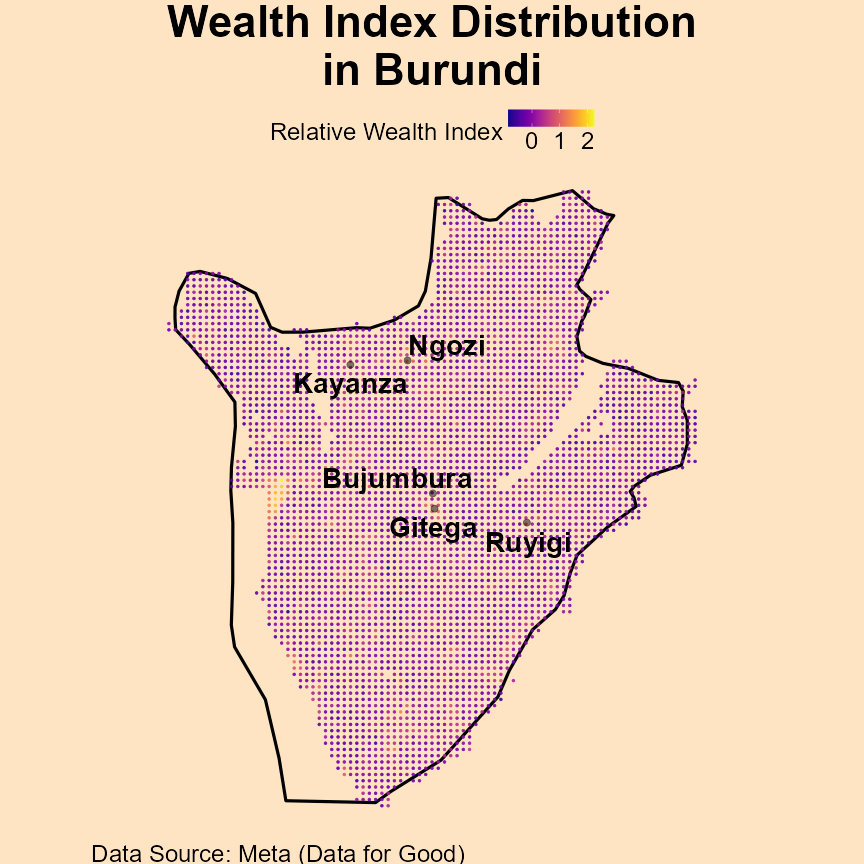 Wealth Index Distribution
in Burundi
Relative Wealth Index
0 1 2
Ngozi
Kayanza
Bujumbura
Gitega
Ruyigi
Data Source: Meta (Data for Good)